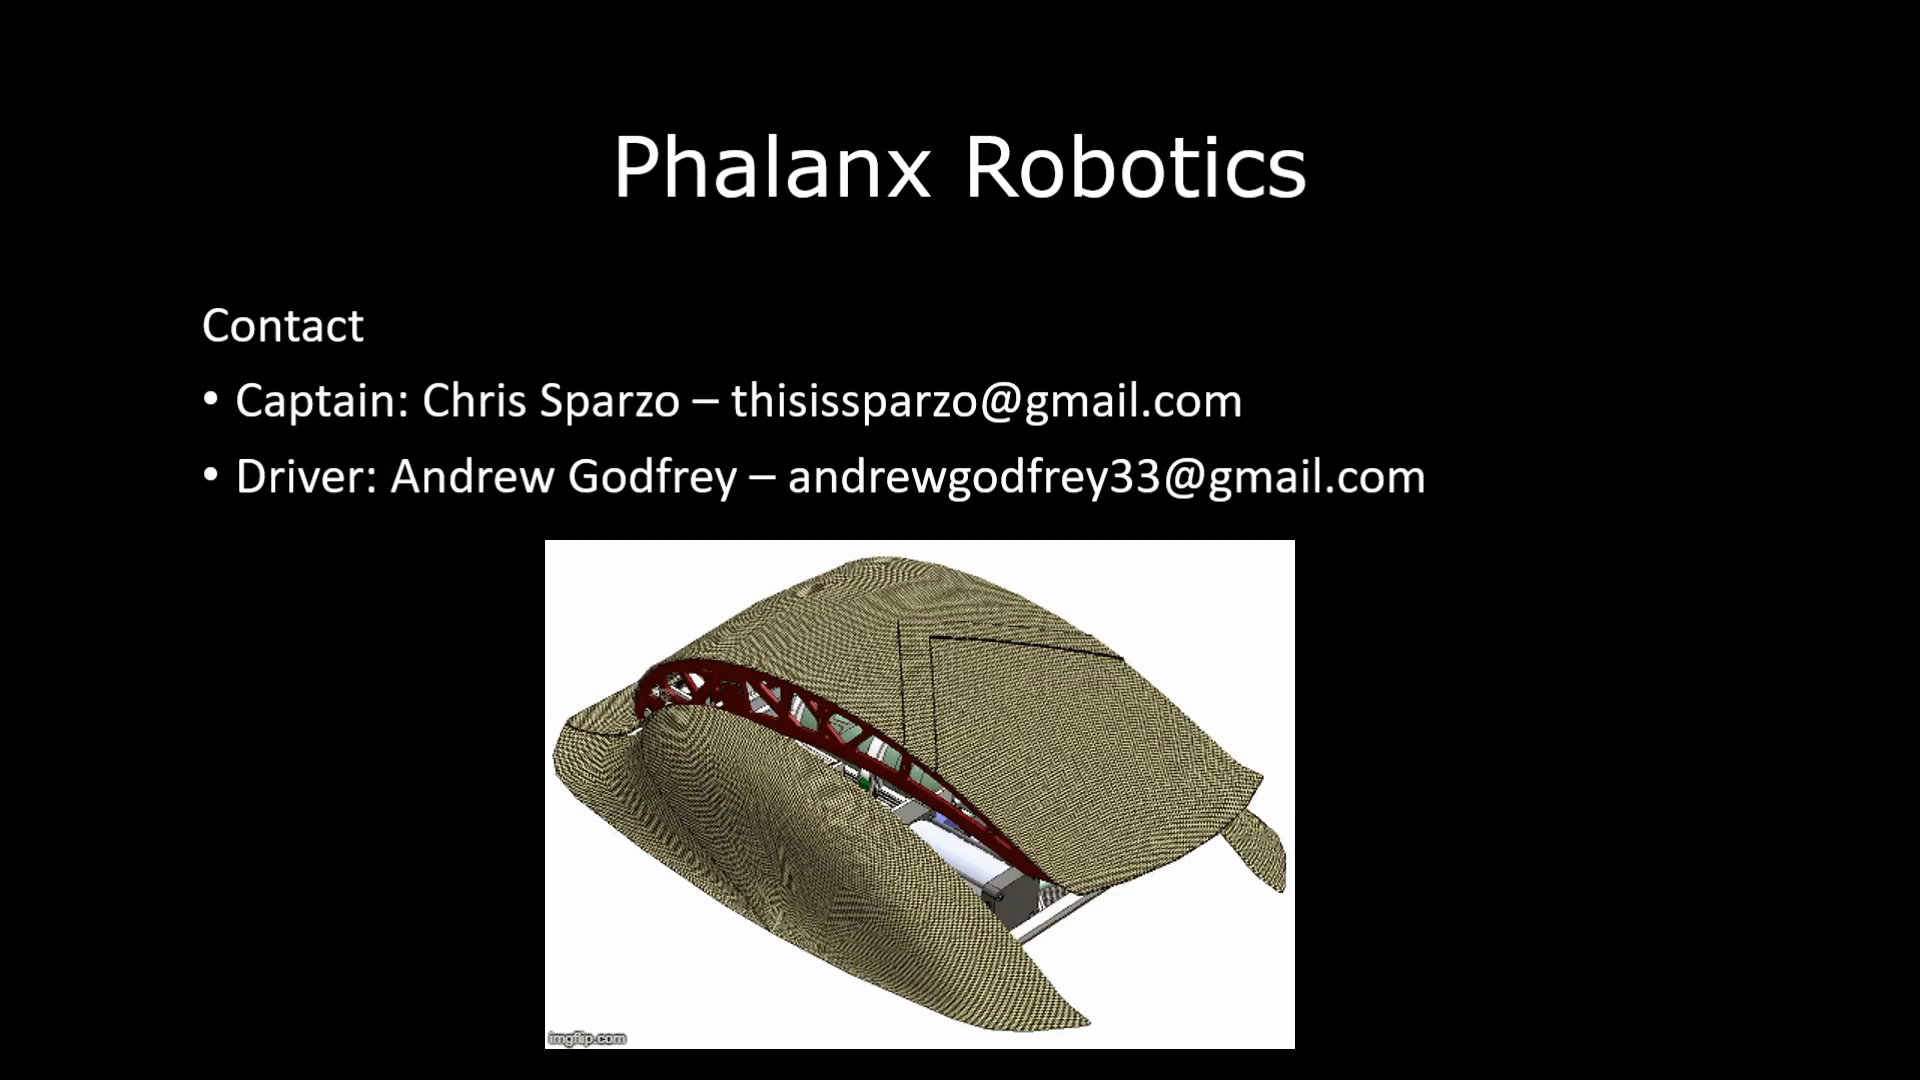 Phalanx Robotics
Contact
• Captain: Chris Sparzo – thisissparzo@gmail.com
• Driver: Andrew Godfrey – andrewgodfrey33@gmail.com
imgflip.com